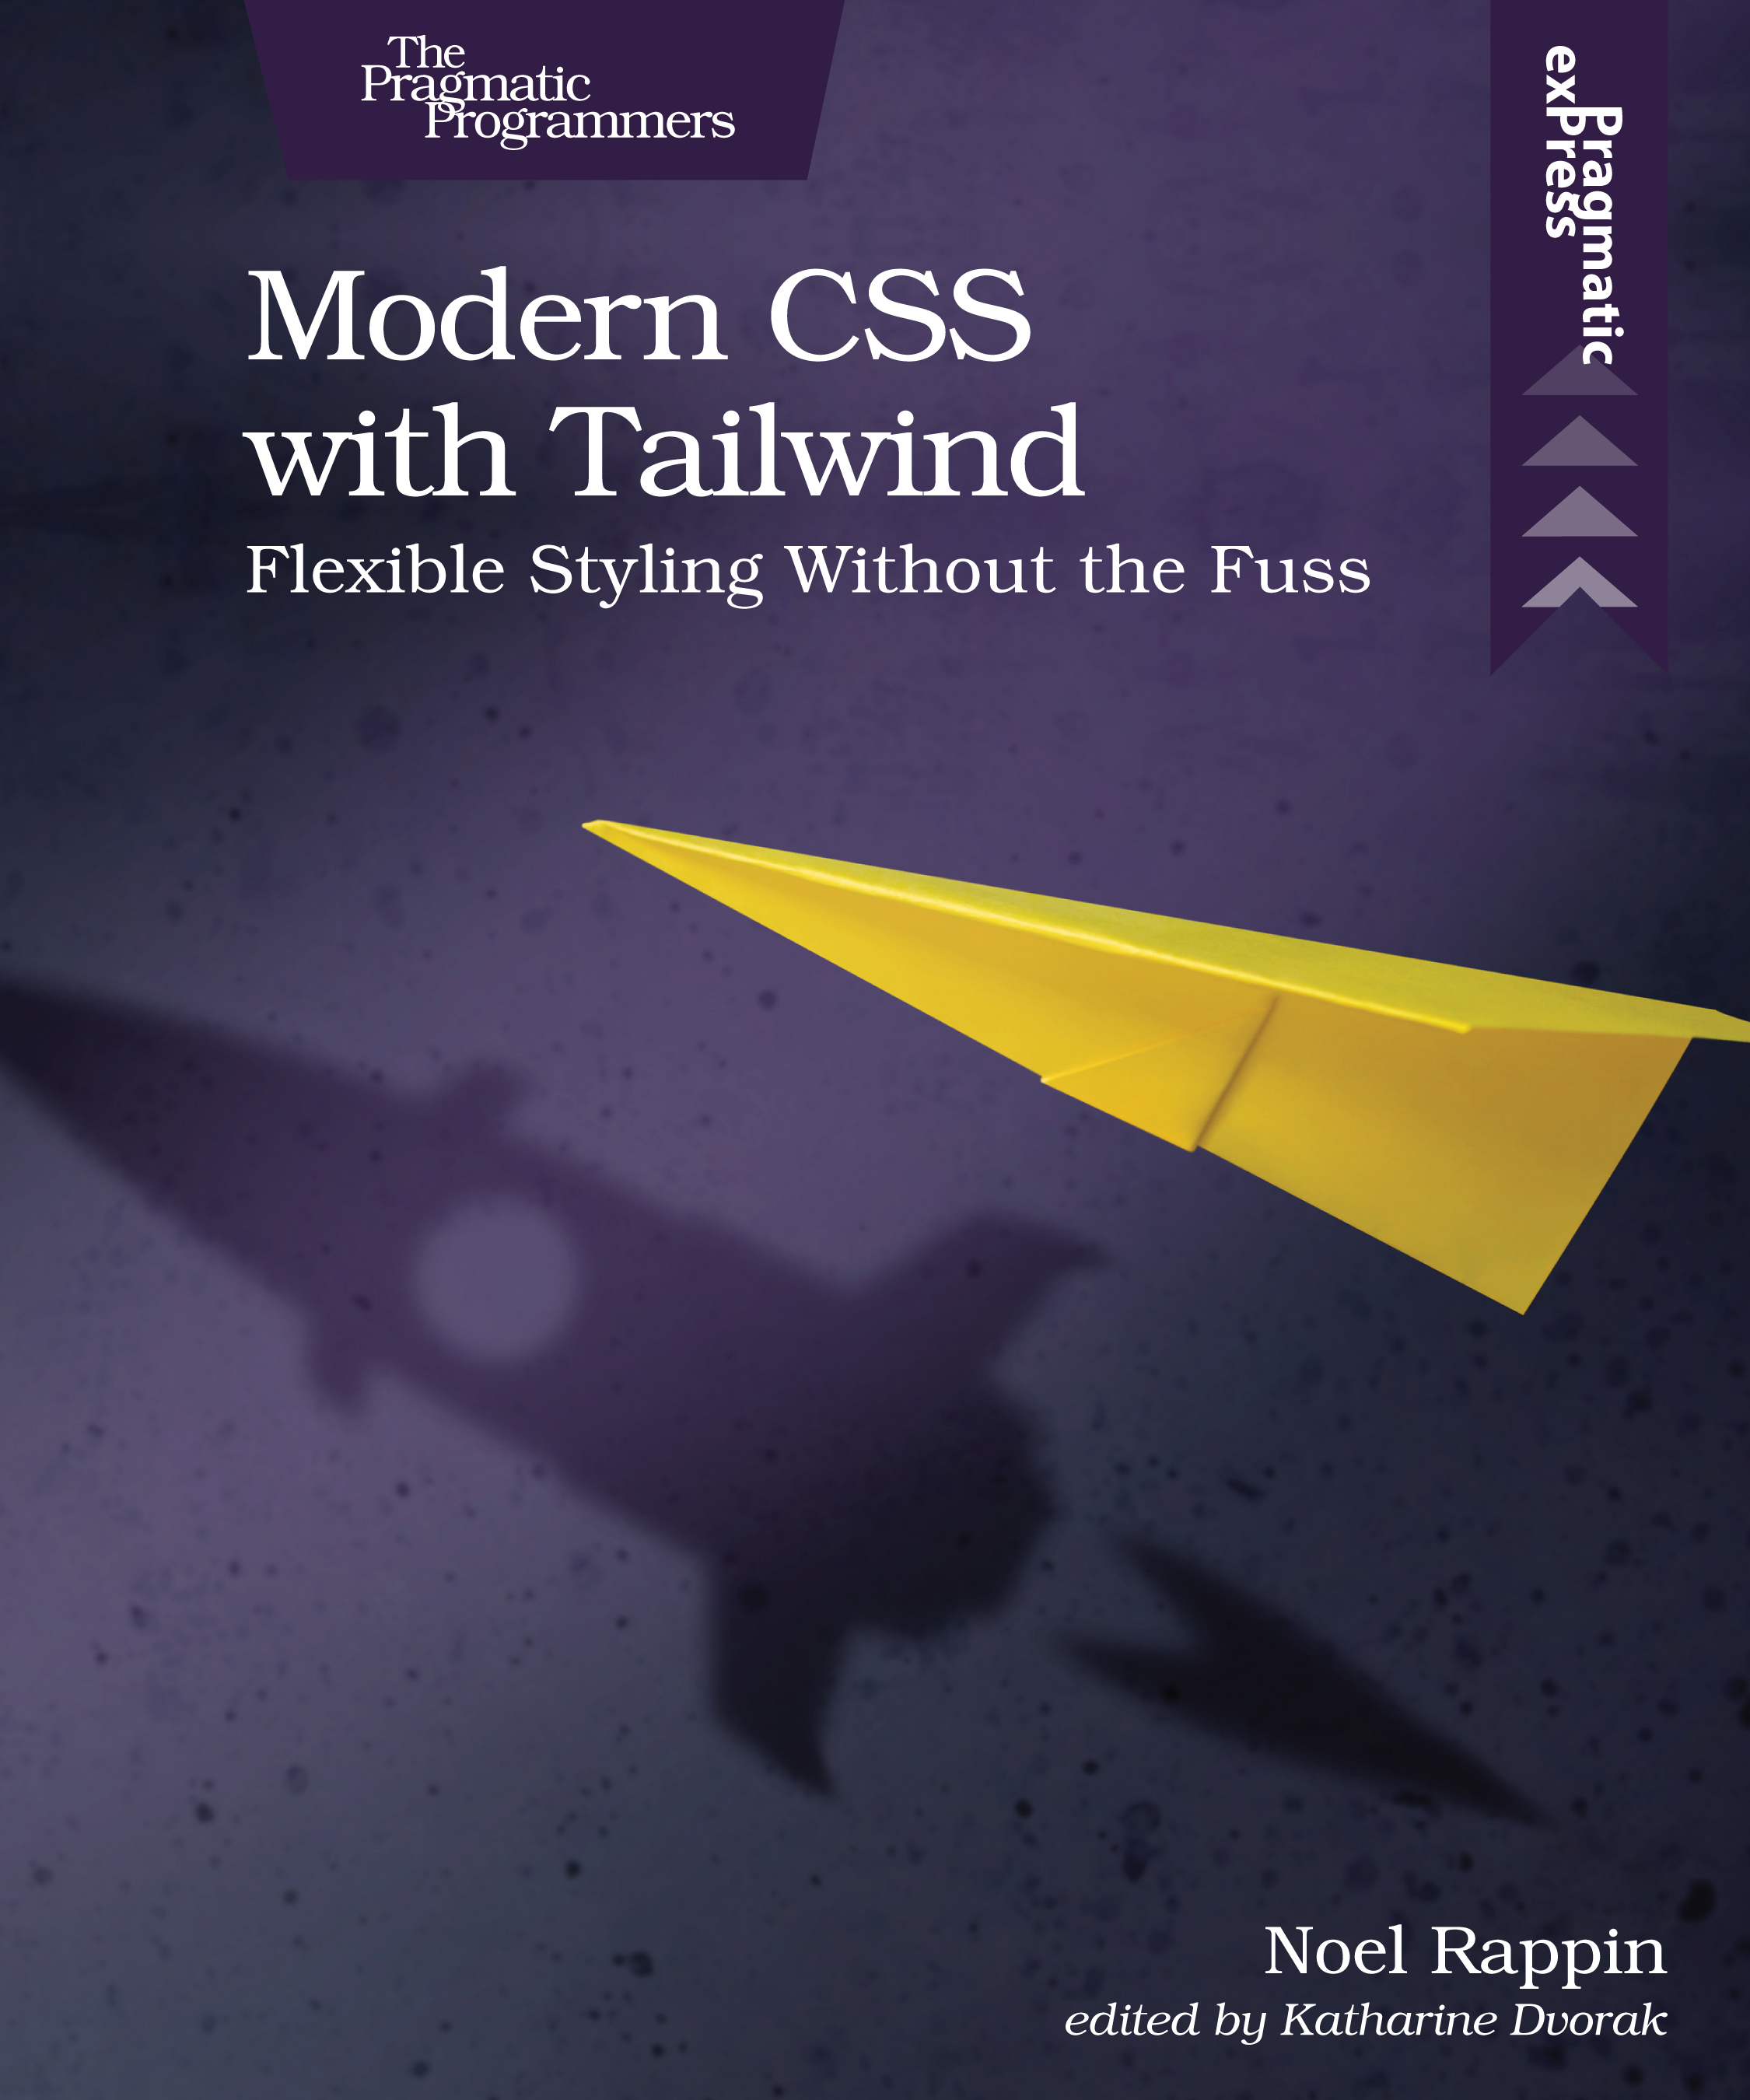 The
Pragmatic
Programmers
Pragmatic
exPress
Modern CSS
with Tailwind
Flexible Styling Without the Fuss
Noel Rappin
edited by Katharine Dvorak